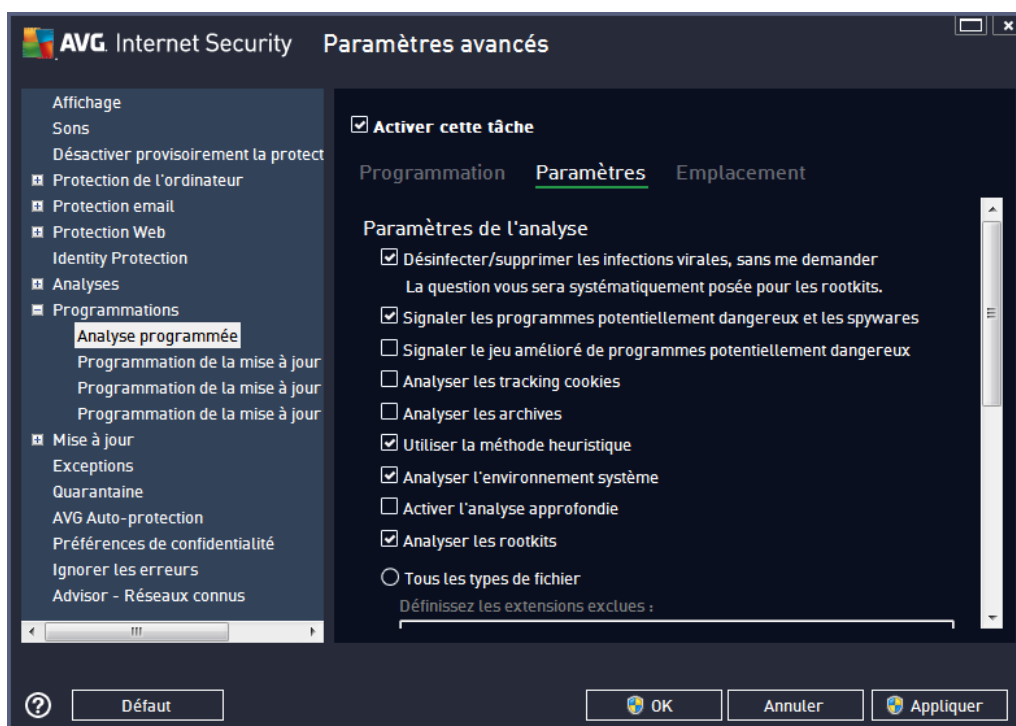 AVG. Internet Security
Paramètres avancés
Affichage
Sons
Désactiver provisoirement la protect
Protection de l'ordinateur
Protection email
Protection Web
Identity Protection
Analyses
Programmations
Analyse programmée
Programmation de la mise à jour
Programmation de la mise à jour
Programmation de la mise à jour
Mise à jour
Exceptions
Quarantaine
AVG Auto-protection
Préférences de confidentialité
Ignorer les erreurs
Advisor - Réseaux connus
Activer cette tâche
Programmation Paramètres Emplacement
Paramètres de l'analyse
Désinfecter/supprimer les infections virales, sans me demander
La question vous sera systématiquement posée pour les rootkits.
Signaler les programmes potentiellement dangereux et les spywares
Signaler le jeu amélioré de programmes potentiellement dangereux
Analyser les tracking cookies
Analyser les archives
Utiliser la méthode heuristique
Analyser l'environnement système
Activer l'analyse approfondie
Analyser les rootkits
Tous les types de fichier
Définissez les extensions exclues :
? Défaut OK Annuler Appliquer